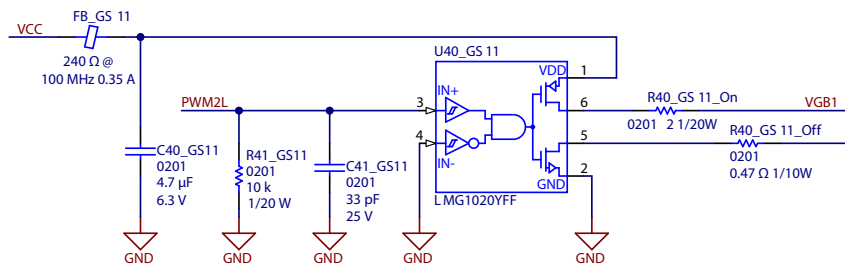 FB_GS 11
VCC
240 Ω @
100 MHz 0.35 A
U40_GS 11
VDD
1
PWM2L
3
IN+
6
R40_GS 11_On
VGB1
0201 2 1/20W
4
IN-
5
R40_GS 11_Off
0201
0.47 Ω 1/10W
GND
2
LMG1020YFF
C40_GS11
0201
4.7 µF
6.3 V
R41_GS11
0201
10 k
1/20 W
C41_GS11
0201
33 pF
25 V
GND
GND
GND
GND
GND